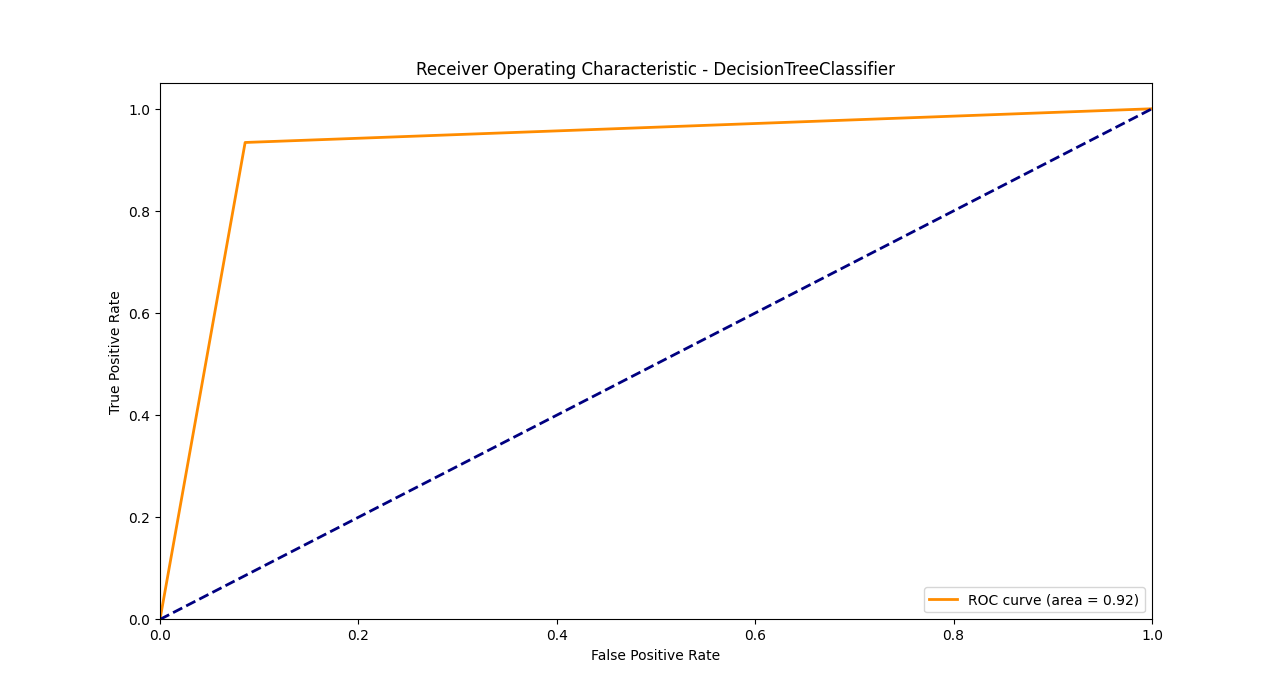 Receiver Operating Characteristic - DecisionTreeClassifier
1.0
0.8
0.6
0.4
0.2
0.0
True Positive Rate
ROC curve (area = 0.92)
0.0 0.2 0.4 0.6 0.8 1.0
False Positive Rate